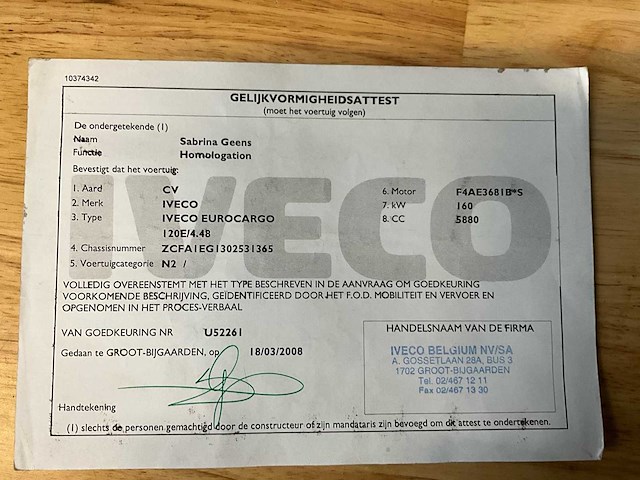 10374342
GELIJKVORMIGHEIDSATTEST
(moet het voertuig volgen)
De ondergetekende (1)
Naam Sabrina Geens
Functie Homologation
Bevestigt dat het voertuig:
IVECO
1. Aard CV 6. Motor F4AE3681B*S
2. Merk IVECO 7. kW 160
3. Type IVECO EUROCARGO 8. CC 5880
120E/4.48
4. Chassisnummer ZCFA1EG1302531365
5. Voertuigcategorie N2 /
VOLLEDIG OVEREENSTEMT MET HET TYPE BESCHREVEN IN DE AANVRAAG OM GOEDKEURING
VOORKOMENDE BESCHRIJVING, GEÏDENTIFICEERD DOOR HET F.O.D. MOBILITEIT EN VERVOER EN
OPGENOMEN IN HET PROCES-VERBAAL
VAN GOEDKEURING NR U52261
Gedaan te GROOT-BIJGAARDEN, op 18/03/2008
Handtekening
HANDELSNAAM VAN DE FIRMA
IVECO BELGIUM NV/SA
A. GOSSETLAAN 28A, BUS 3
1702 GROOT-BIJGAARDEN
Tel. 02/467 12 11
Fax 02/467 13 30
(1) slechts de personen gemachtigd door de constructeur of zijn mandataris zijn bevoegd om dit attest te ondertekenen.